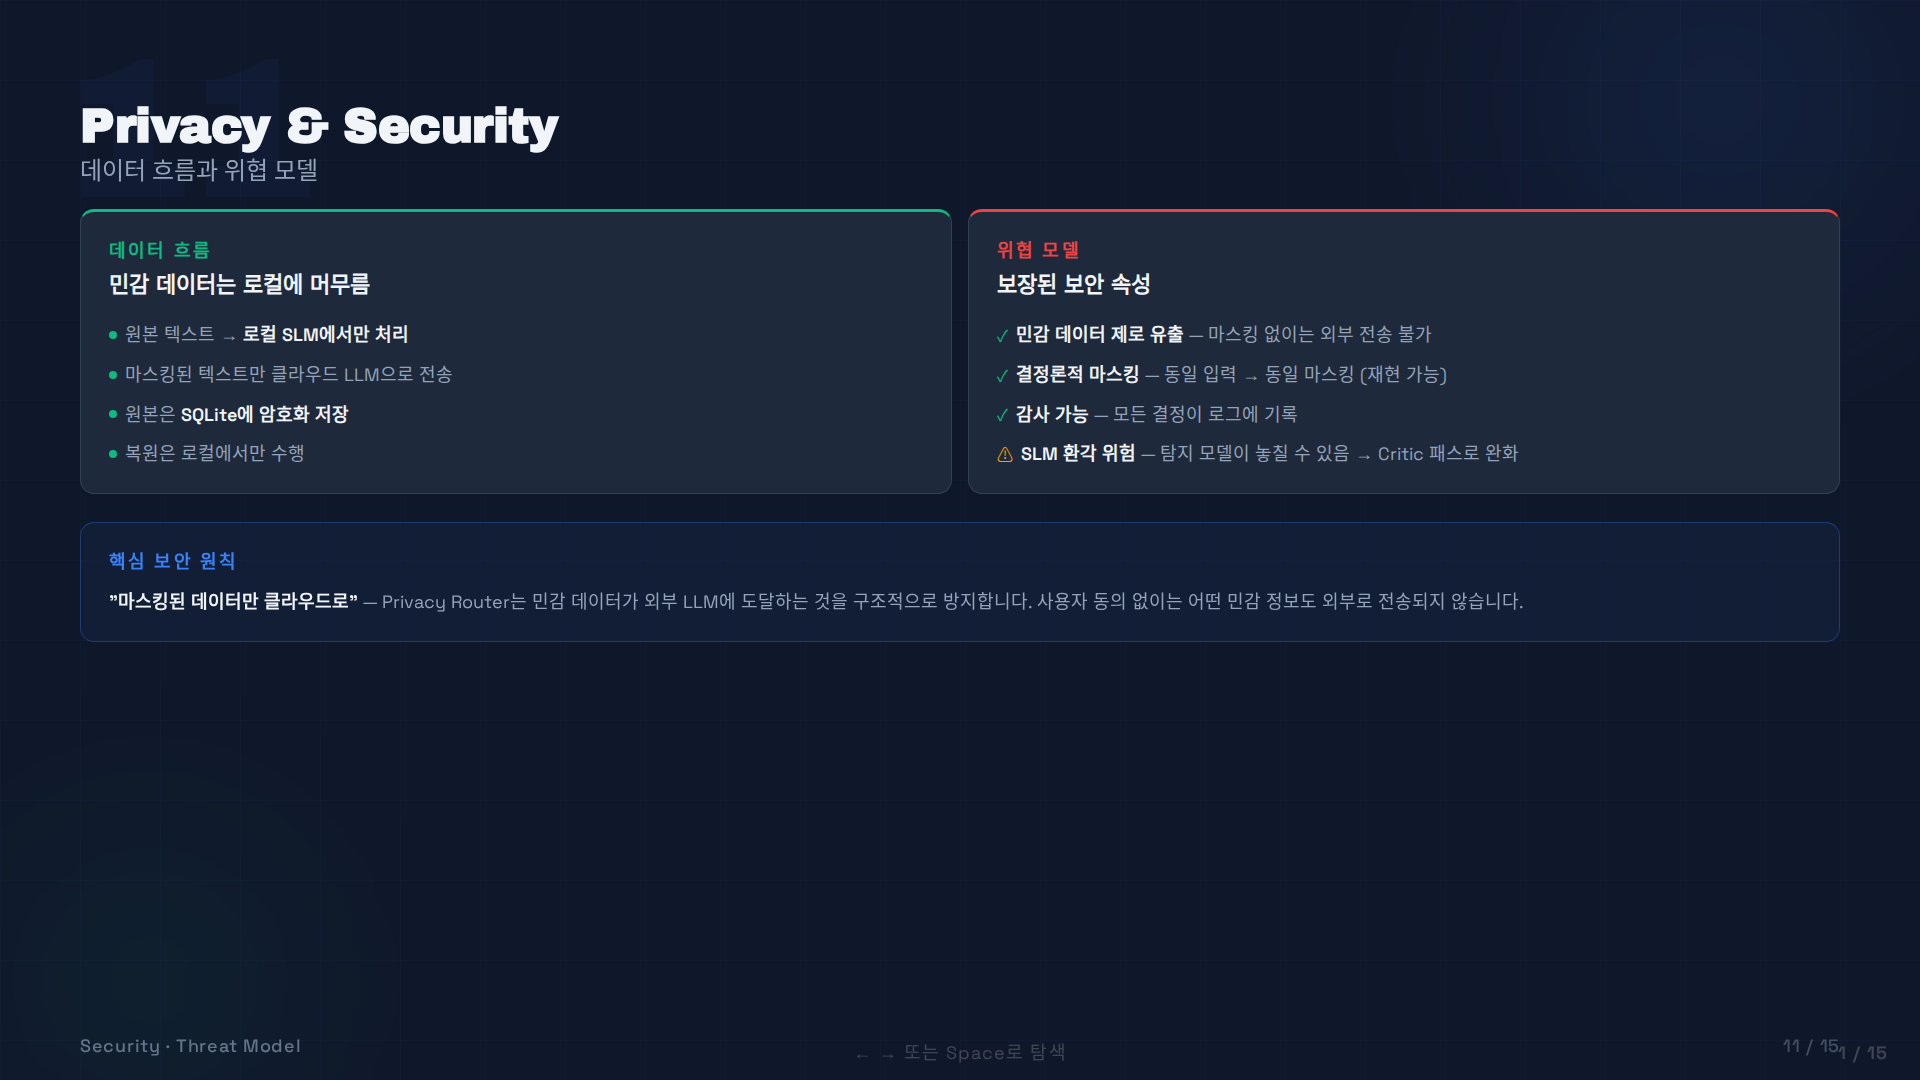 11
Privacy & Security
데이터 흐름과 위협 모델
데이터 흐름
민감 데이터는 로컬에 머무름
원본 텍스트 → 로컬 SLM에서만 처리
마스킹된 텍스트만 클라우드 LLM으로 전송
원본은 SQLite에 암호화 저장
복원은 로컬에서만 수행
위협 모델
보장된 보안 속성
✓ 민감 데이터 제로 유출 — 마스킹 없이는 외부 전송 불가
✓ 결정론적 마스킹 — 동일 입력 → 동일 마스킹 (재현 가능)
✓ 감사 가능 — 모든 결정이 로그에 기록
⚠ SLM 환각 위험 — 탐지 모델이 놓칠 수 있음 → Critic 패스로 완화
핵심 보안 원칙
"마스킹된 데이터만 클라우드로" — Privacy Router는 민감 데이터가 외부 LLM에 도달하는 것을 구조적으로 방지합니다. 사용자 동의 없이는 어떤 민감 정보도 외부로 전송되지 않습니다.
Security · Threat Model
← → 또는 Space로 탐색
11 / 15
1 / 15